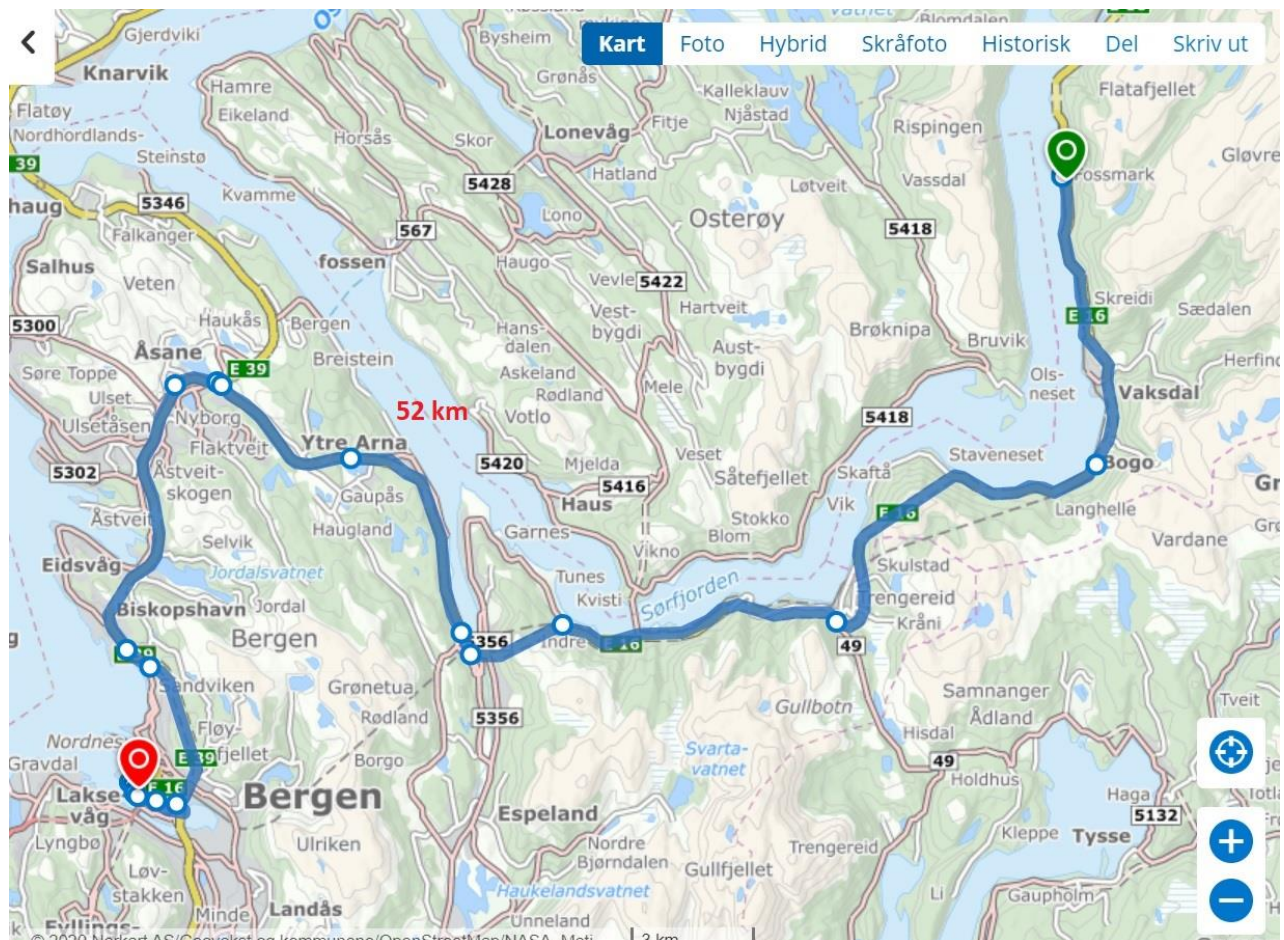 Kart Foto Hybrid Skråfoto Historisk Del Skriv ut
Gjerdviki
Bysheim
Blomdalen
Knarvik
Grønås
Kalleklauv
Flatafjellet
Hamre
Njåstad
Flatøy
Eikeland
Lonevåg
Fitje
Rispingen
Nordhordlands-
Horsås
Skor
Gløvre
Steinstø
39
Hatland
Fossmark
5428
Løtveit
Vassdal
Kvamme
haug
5346
Lono
Osterøy
Falkanger
567
5418
Salhus
fossen
Haugo
Veten
Vevle
5422
Skreidi
Vest-
bygdi
Hartveit
Sædalen
5300
Haukås
Bergen
Hans-
dalen
E 16
Brøknipa
Bruvik
Åsane
Breistein
Aust-
bygdi
Søre Toppe
E 39
Askeland
Ols-
neset
Ulset
Rødland
Mele
Vaksdal
52 km
Votlo
5418
Ulsetåsen
Nyborg
Flaktveit
Ytre Arna
Veset
Staveneset
5302
5420
Mjelda
Skaftå
Bogo
Åstveit-
skogen
Gaupås
5416
Såtefjellet
Haus
Vik
Langhelle
Åstveit
Haugland
Garnes
Stokko
E 16
Blom
Selvik
Vikno
Vardane
Eidsvåg
Jordalsvatnet
Tunes
Skulstad
Kvisti
Sørfjorden
Biskopshavn
Jordal
Trengereid
Kråni
Bergen
5356
Indre
E 16
49
Sandviken
Grønetua
Samnanger
Tveit
Rødland
5356
Gullbotn
Ådland
Fløy-
fjellet
Hisdal
Nordnes
Svarta-
vatnet
Gravdal
E 39
Borgo
49
Holdhus
E 16
Lakse-
våg
Bergen
Haga
Espeland
5132
Lyngbø
Ulriken
Nordre
Bjørndalen
Trengereid
Kleppe
Tysse
Løv-
stakken
Gullfjellet
Haukelandsvatnet
Li
Gaupholm
Minde
Landås
Unneland
Fyllings-
3 km